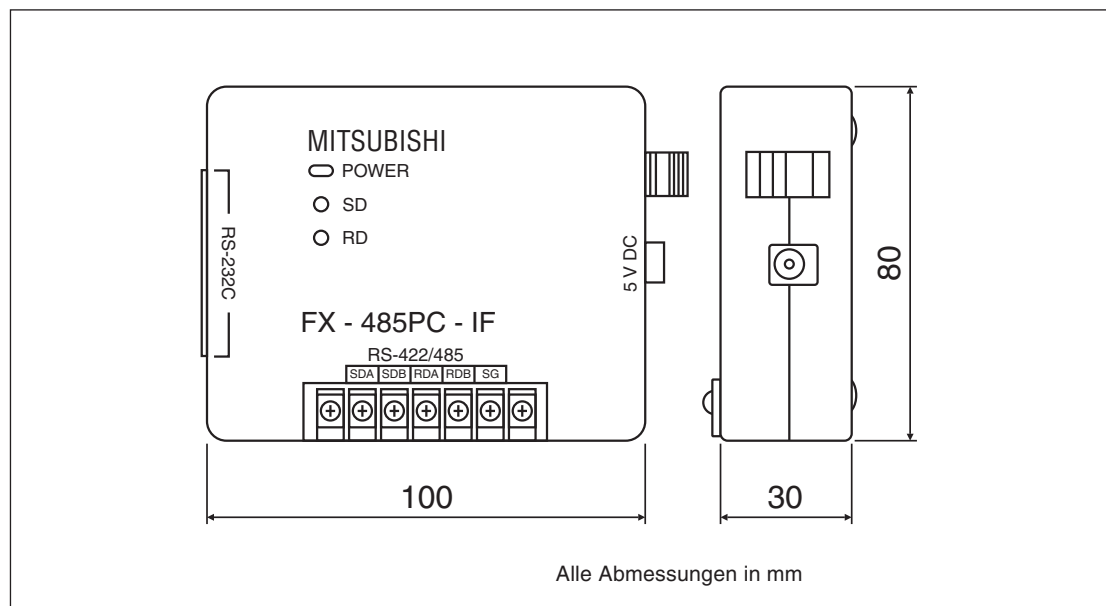 MITSUBISHI
POWER
SD
RD
RS-232C
5 V DC
FX - 485PC - IF
RS-422/485
SDA SDB RDA RDB SG
80
100
30
Alle Abmessungen in mm